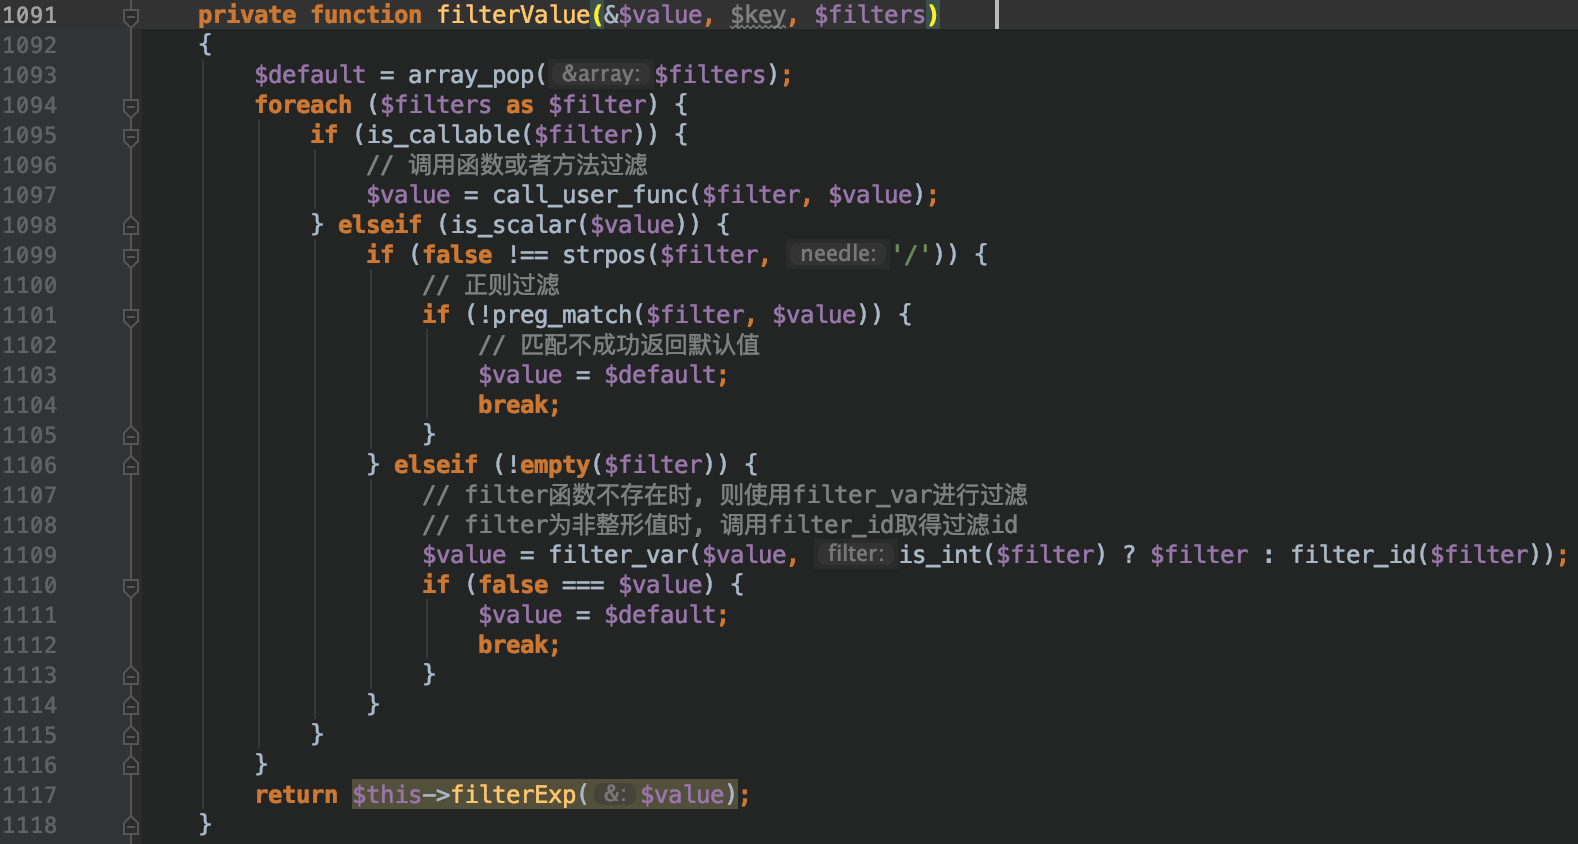 1091 private function filterValue(&$value, $key, $filters)
1092 {
1093 $default = array_pop( &array: $filters);
1094 foreach ($filters as $filter) {
1095 if (is_callable($filter)) {
1096 // 调用函数或者方法过滤
1097 $value = call_user_func($filter, $value);
1098 } elseif (is_scalar($value)) {
1099 if (false !== strpos($filter, needle: '/')) {
1100 // 正则过滤
1101 if (!preg_match($filter, $value)) {
1102 // 匹配不成功返回默认值
1103 $value = $default;
1104 break;
1105 }
1106 } elseif (!empty($filter)) {
1107 // filter函数不存在时, 则使用filter_var进行过滤
1108 // filter为非整形值时, 调用filter_id取得过滤id
1109 $value = filter_var($value, filter: is_int($filter) ? $filter : filter_id($filter));
1110 if (false === $value) {
1111 $value = $default;
1112 break;
1113 }
1114 }
1115 }
1116 }
1117 return $this->filterExp( &: $value);
1118 }